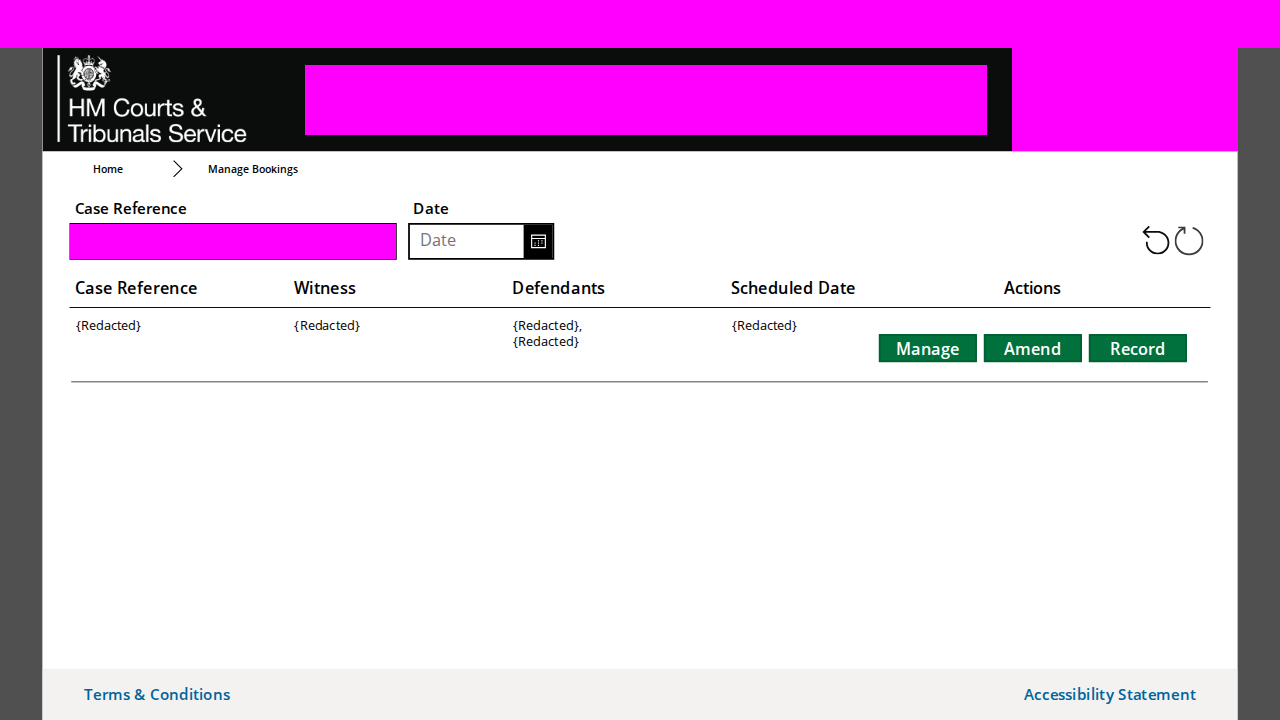 HM Courts &
Tribunals Service
Home
Manage Bookings
Case Reference
Date
Date
Case Reference
Witness
Defendants
Scheduled Date
Actions
{Redacted}
{Redacted}
{Redacted},
{Redacted}
{Redacted}
Manage
Amend
Record
Terms & Conditions
Accessibility Statement